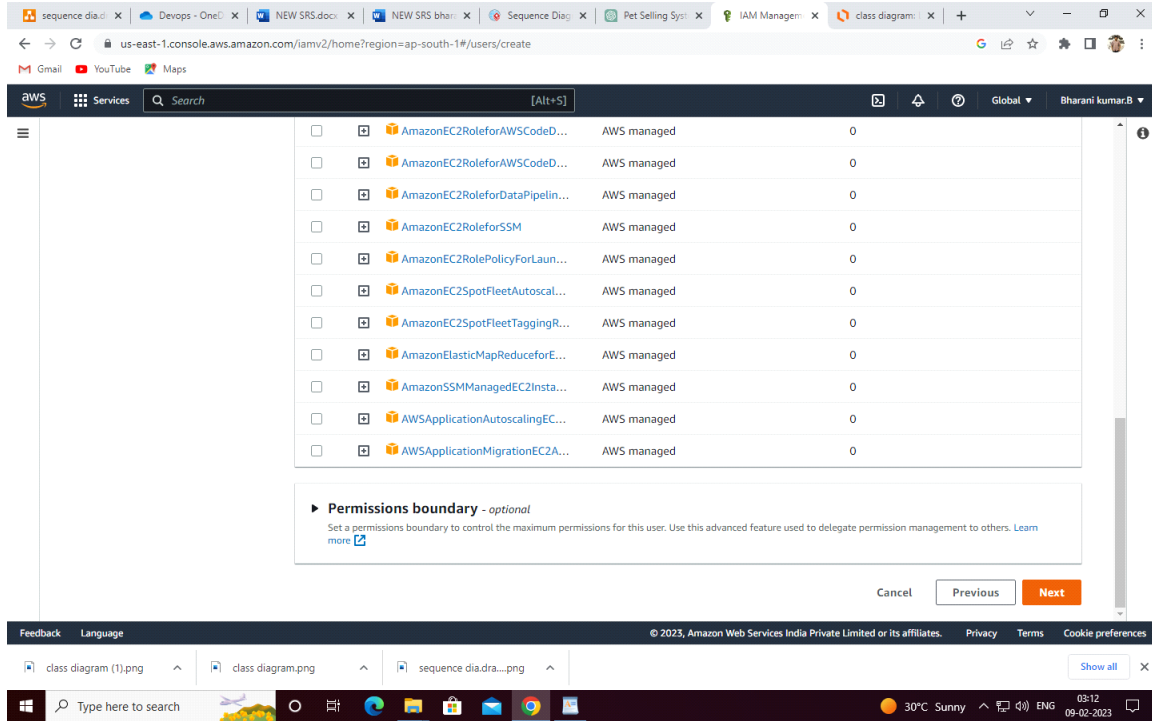 sequence dia.d
Devops - OneD
NEW SRS.docx
NEW SRS bhara
Sequence Diag
Pet Selling Syst
IAM Managem
class diagram:
us-east-1.console.aws.amazon.com/iamv2/home?region=ap-south-1#/users/create
Gmail YouTube Maps
aws Services Search [Alt+S] Global Bharani kumar.B
AmazonEC2RoleforAWSCodeD... AWS managed 0
AmazonEC2RoleforAWSCodeD... AWS managed 0
AmazonEC2RoleforDataPipelin... AWS managed 0
AmazonEC2RoleforSSM AWS managed 0
AmazonEC2RolePolicyForLaun... AWS managed 0
AmazonEC2SpotFleetAutoscal... AWS managed 0
AmazonEC2SpotFleetTaggingR... AWS managed 0
AmazonElasticMapReduceforE... AWS managed 0
AmazonSSMManagedEC2Insta... AWS managed 0
AWSApplicationAutoscalingEC... AWS managed 0
AWSApplicationMigrationEC2A... AWS managed 0
Permissions boundary - optional
Set a permissions boundary to control the maximum permissions for this user. Use this advanced feature used to delegate permission management to others. Learn
more
Cancel Previous Next
Feedback Language © 2023, Amazon Web Services India Private Limited or its affiliates. Privacy Terms Cookie preferences
class diagram (1).png class diagram.png sequence dia.dra....png Show all
Type here to search 30°C Sunny ENG 03:12
09-02-2023